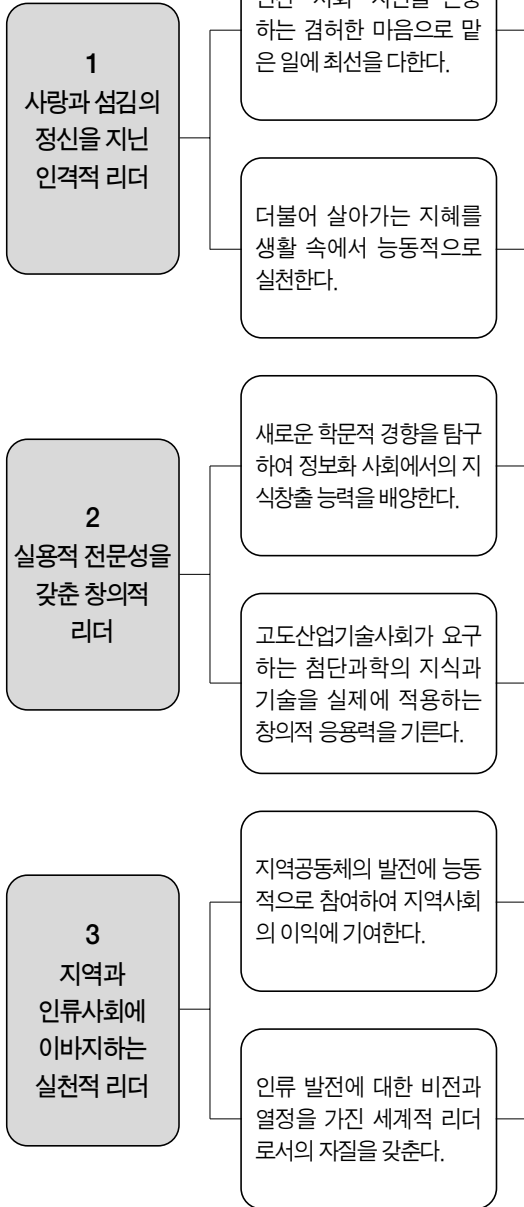 1
사랑과 섬김의
정신을 지닌
인격적 리더
하는 겸허한 마음으로 맡
은 일에 최선을 다한다.
더불어 살아가는 지혜를
생활 속에서 능동적으로
실천한다.
2
실용적 전문성을
갖춘 창의적
리더
새로운 학문적 경향을 탐구
하여 정보화 사회에서의 지
식창출 능력을 배양한다.
고도산업기술사회가 요구
하는 첨단과학의 지식과
기술을 실제에 적용하는
창의적 응용력을 기른다.
3
지역과
인류사회에
이바지하는
실천적 리더
지역공동체의 발전에 능동
적으로 참여하여 지역사회
의 이익에 기여한다.
인류 발전에 대한 비전과
열정을 가진 세계적 리더
로서의 자질을 갖춘다.